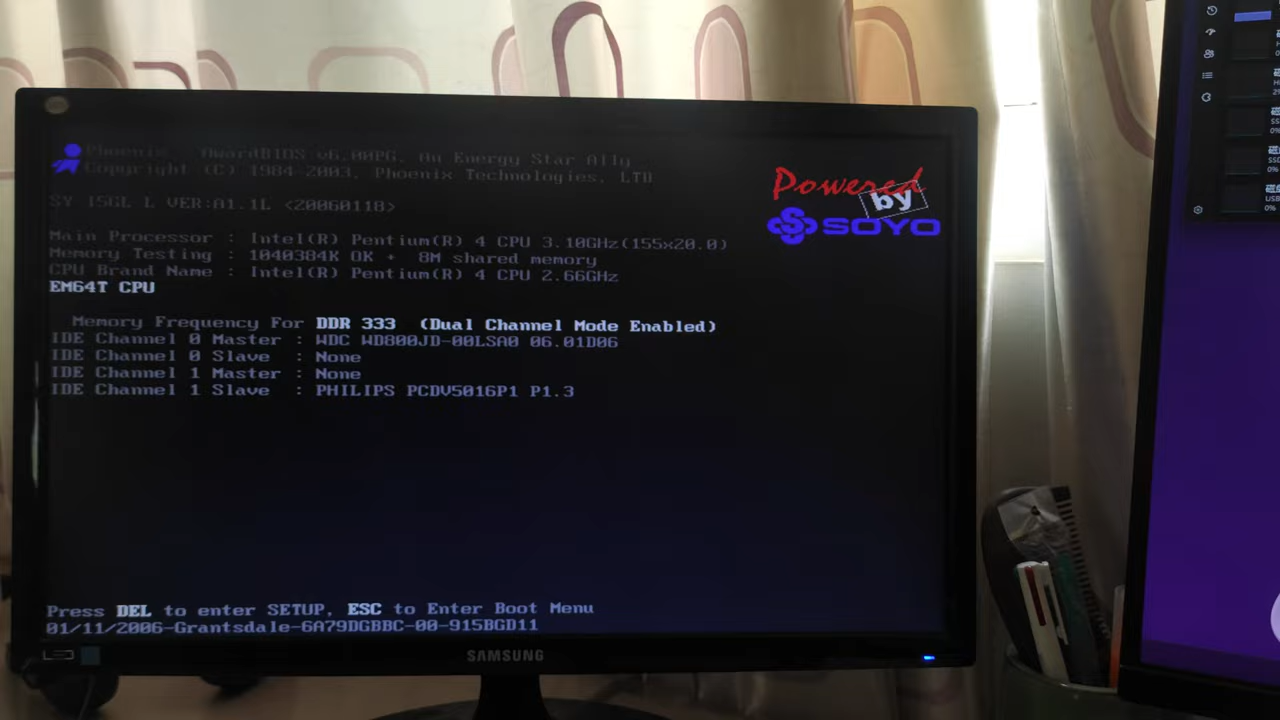 Phoenix - AwardBIOS v6.00PG, An Energy Star Ally
Copyright (C) 1984-2003, Phoenix Technologies, LTD
Powered
by
SOYO
SY I5GL L VER:A1.1L <20060118>
Main Processor : Intel(R) Pentium(R) 4 CPU 3.10GHz(155x20.0)
Memory Testing : 1040384K OK + 8M shared memory
CPU Brand Name : Intel(R) Pentium(R) 4 CPU 2.66GHz
EM64T CPU
Memory Frequency For DDR 333 (Dual Channel Mode Enabled)
IDE Channel 0 Master : WDC WD800JD-00LSA0 06.01D06
IDE Channel 0 Slave : None
IDE Channel 1 Master : None
IDE Channel 1 Slave : PHILIPS PCDV5016P1 P1.3
Press DEL to enter SETUP, ESC to Enter Boot Menu
01/11/2006-Grantsdale-6A79DGBBC-00-915BGD11
LED
SAMSUNG